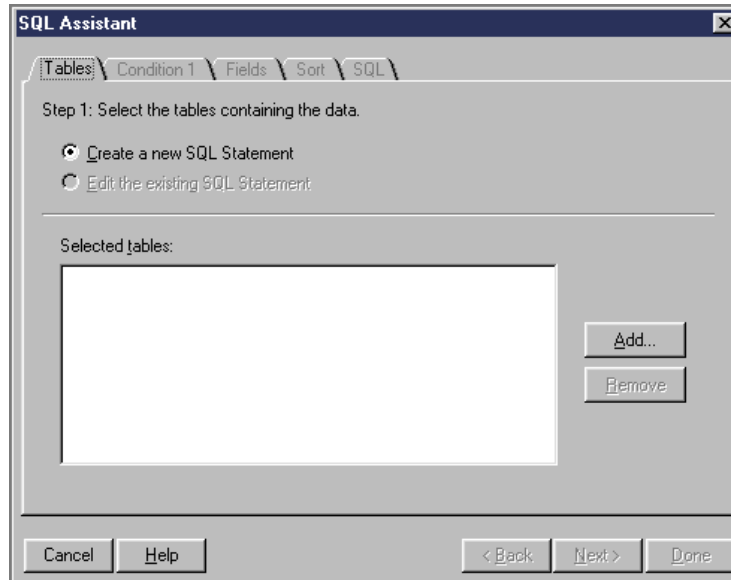 SQL Assistant
Tables Condition 1 Fields Sort SQL
Step 1: Select the tables containing the data.
Create a new SQL Statement
Edit the existing SQL Statement
Selected tables:
Add...
Remove
Cancel Help < Back Next > Done